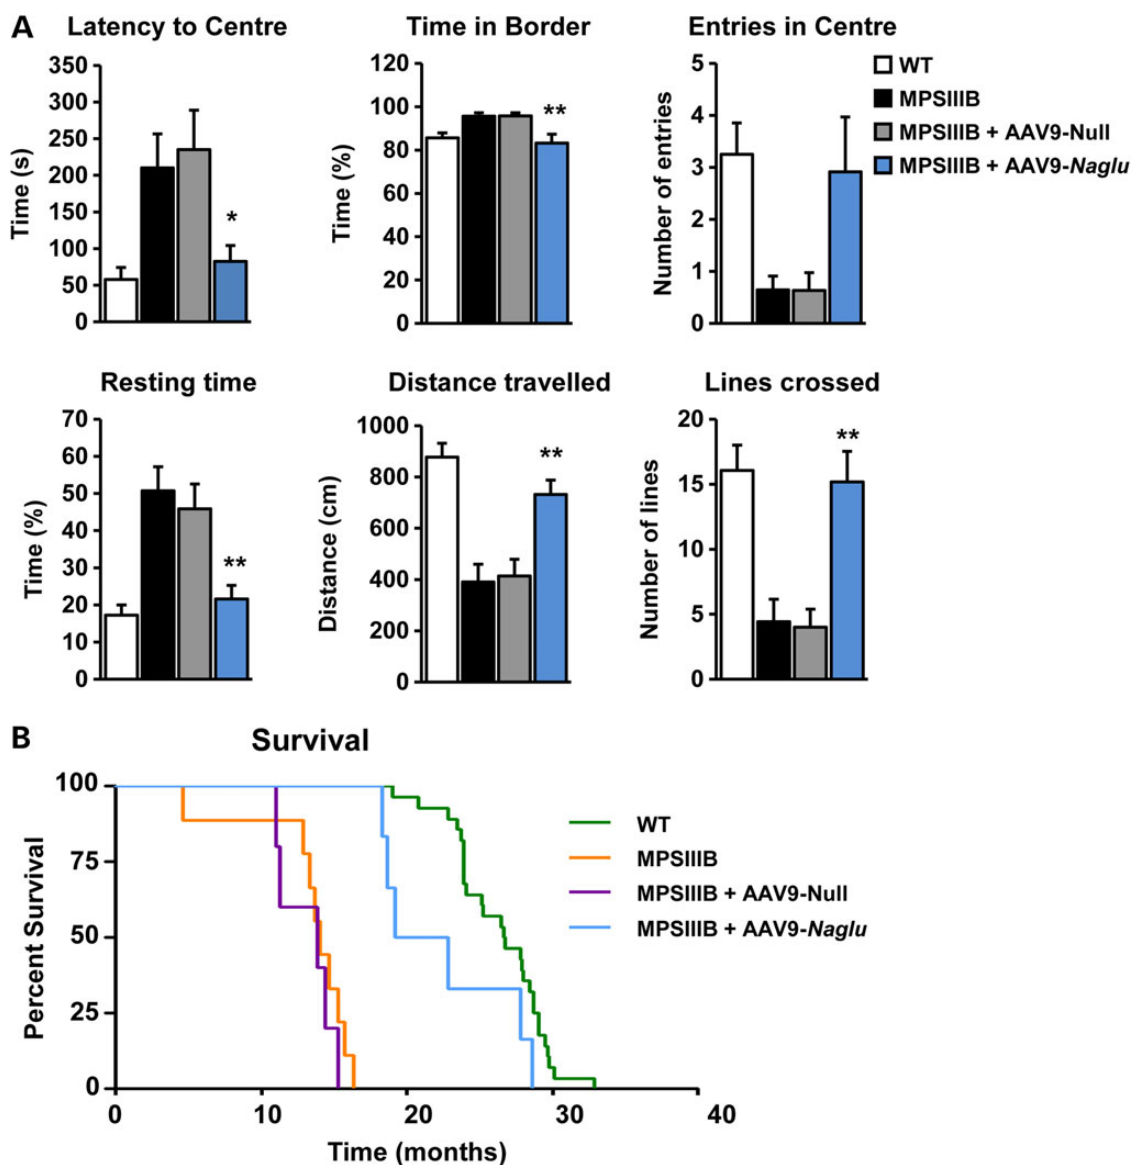 A
Latency to Centre
Time (s)
350
300
250
200
150
100
50
0
*
Time in Border
Time (%)
120
100
80
60
40
20
0
**
Entries in Centre
Number of entries
5
4
3
2
1
0
WT
MPSIIIB
MPSIIIB + AAV9-Null
MPSIIIB + AAV9-Naglu
Resting time
Time (%)
70
60
50
40
30
20
10
0
**
Distance travelled
Distance (cm)
1000
800
600
400
200
0
**
Lines crossed
Number of lines
20
15
10
5
0
**
B
Survival
Percent Survival
100
75
50
25
0
0 10 20 30 40
Time (months)
WT
MPSIIIB
MPSIIIB + AAV9-Null
MPSIIIB + AAV9-Naglu